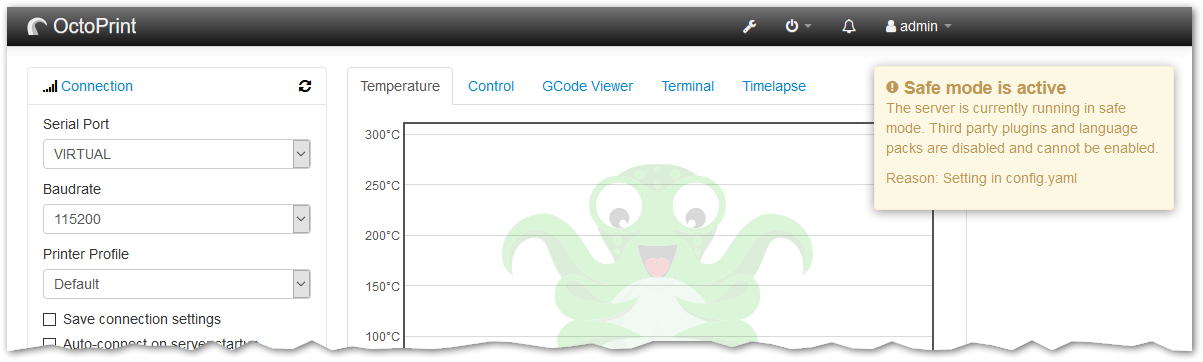 OctoPrint
admin
Connection
Serial Port
VIRTUAL
Baudrate
115200
Printer Profile
Default
Save connection settings
Auto-connect on server startup
Temperature
Control
GCode Viewer
Terminal
Timelapse
300°C
250°C
200°C
150°C
100°C
Safe mode is active
The server is currently running in safe
mode. Third party plugins and language
packs are disabled and cannot be enabled.
Reason: Setting in config.yaml